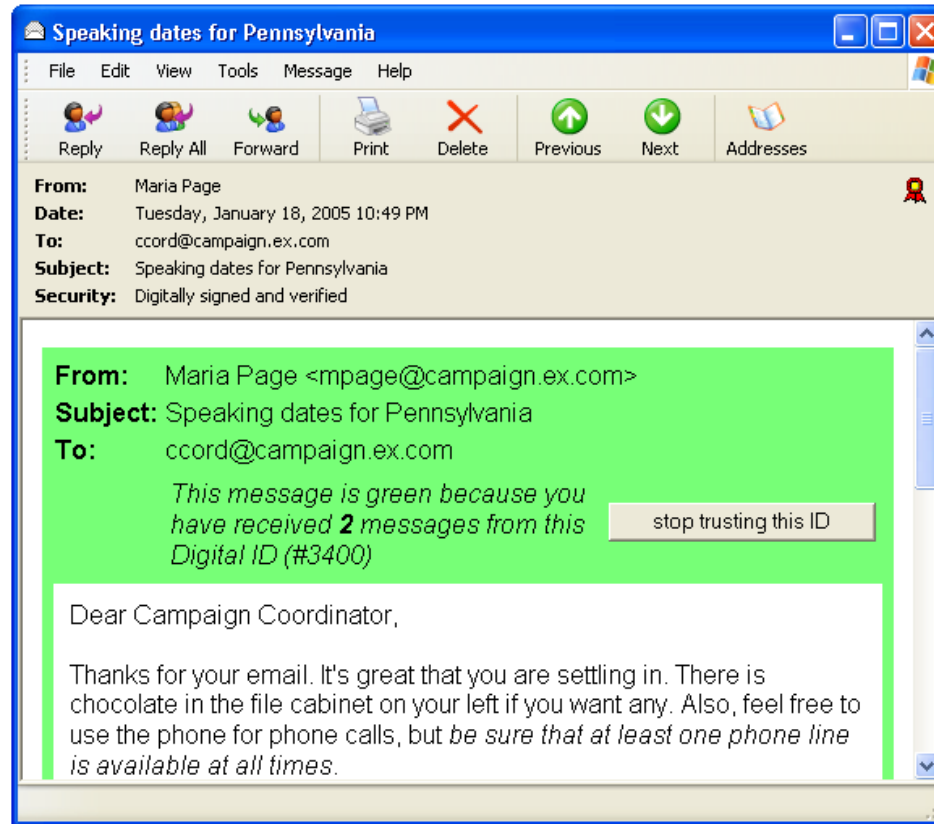 Speaking dates for Pennsylvania
File Edit View Tools Message Help
Reply Reply All Forward Print Delete Previous Next Addresses
From: Maria Page
Date: Tuesday, January 18, 2005 10:49 PM
To: ccord@campaign.ex.com
Subject: Speaking dates for Pennsylvania
Security: Digitally signed and verified
From: Maria Page <mpage@campaign.ex.com>
Subject: Speaking dates for Pennsylvania
To: ccord@campaign.ex.com
This message is green because you
have received 2 messages from this
Digital ID (#3400)
stop trusting this ID
Dear Campaign Coordinator,
Thanks for your email. It's great that you are settling in. There is
chocolate in the file cabinet on your left if you want any. Also, feel free to
use the phone for phone calls, but be sure that at least one phone line
is available at all times.